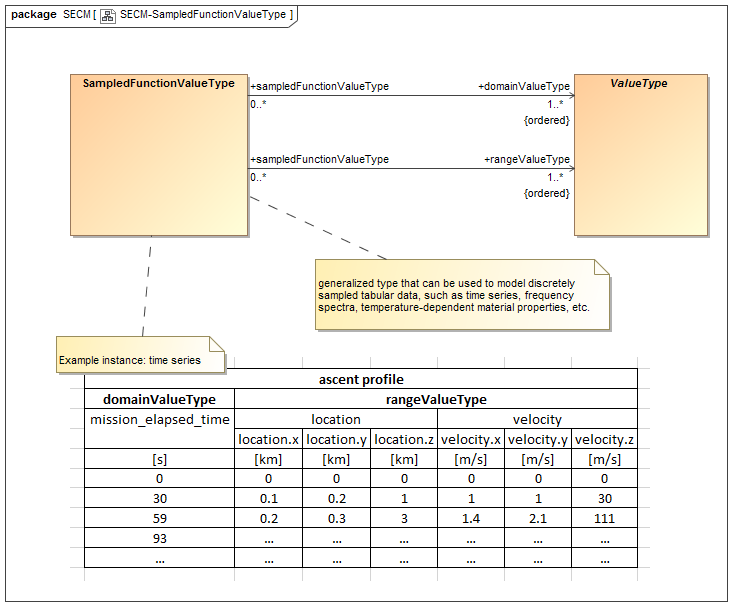 package SECM [ SECM-SampledFunctionValueType ]
SampledFunctionValueType
+sampledFunctionValueType +domainValueType
0..* 1..*
{ordered}
+sampledFunctionValueType +rangeValueType
0..* 1..*
{ordered}
ValueType
generalized type that can be used to model discretely
sampled tabular data, such as time series, frequency
spectra, temperature-dependent material properties, etc.
Example instance: time series
ascent profile
domainValueType rangeValueType
mission_elapsed_time location velocity
location.x location.y location.z velocity.x velocity.y velocity.z
[s] [km] [km] [km] [m/s] [m/s] [m/s]
0 0 0 0 0 0 0
30 0.1 0.2 1 1 1 30
59 0.2 0.3 3 1.4 2.1 111
93 ... ... ... ... ... ...
... ... ... ... ... ... ...